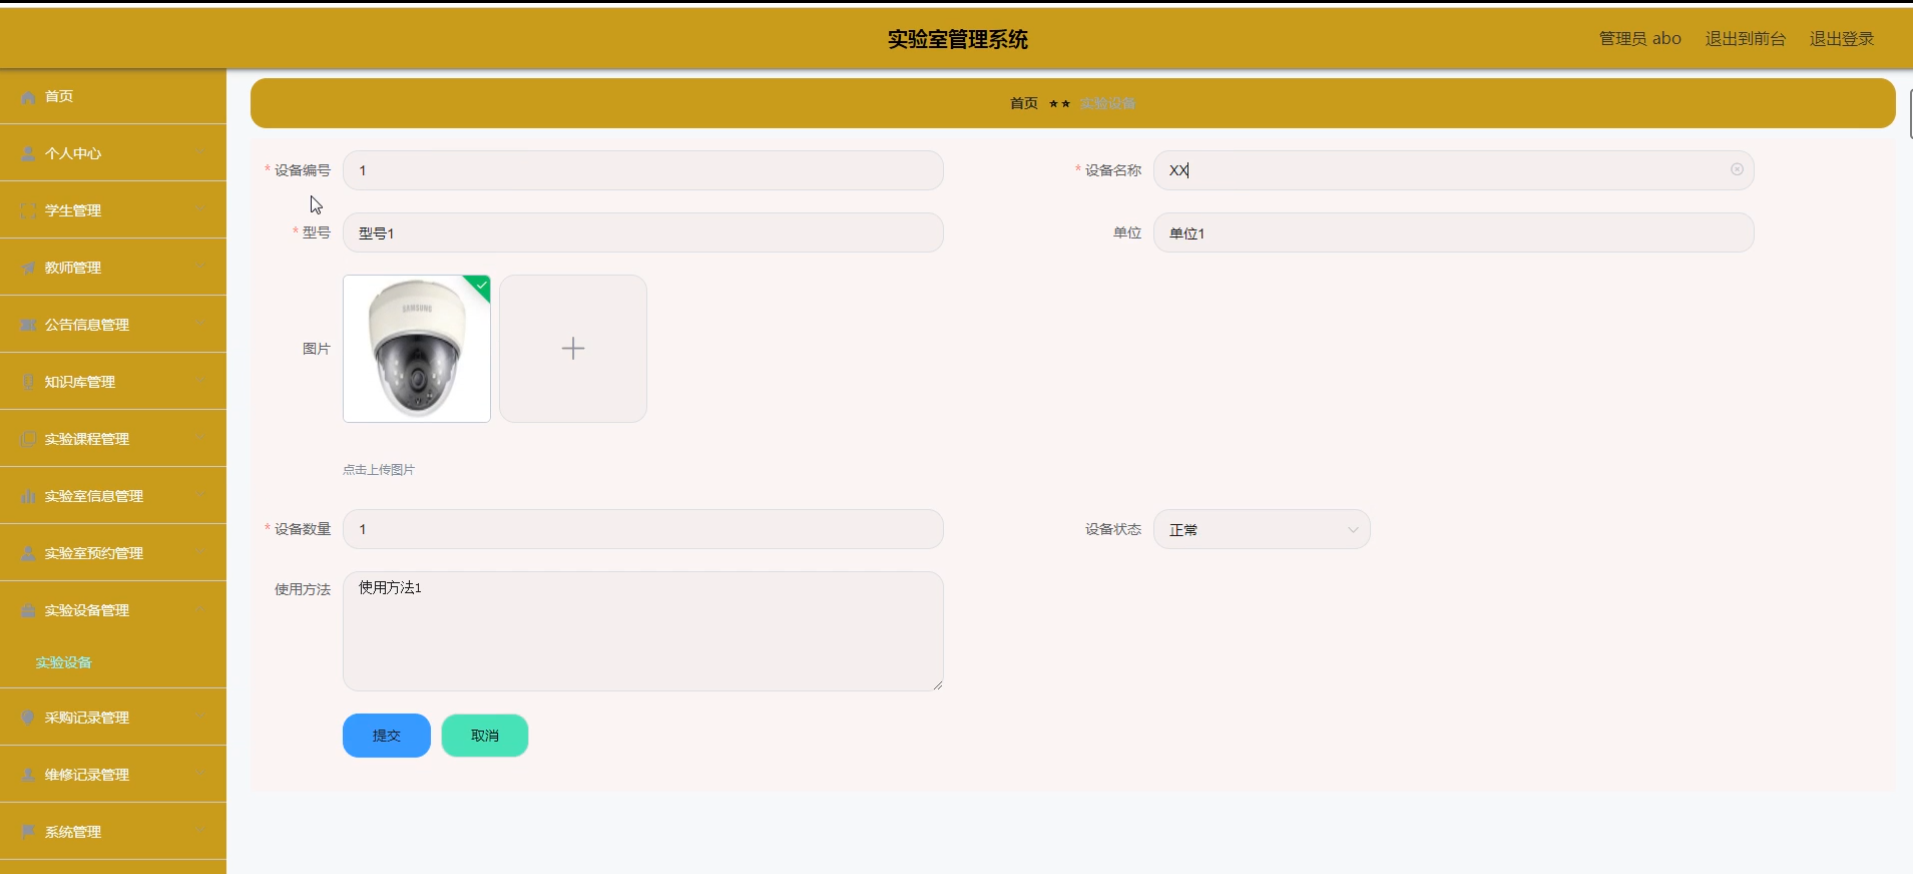 实验室管理系统
管理员 abo 退出到前台 退出登录
首页
个人中心
学生管理
教师管理
公告信息管理
知识库管理
实验课程管理
实验室信息管理
实验室预约管理
实验设备管理
实验设备
采购记录管理
维修记录管理
系统管理
首页 ★★ 实验设备
* 设备编号 1
* 设备名称 XX
* 型号 型号1
单位 单位1
图片
SAMSUNG
点击上传图片
* 设备数量 1
设备状态 正常
使用方法 使用方法1
提交 取消